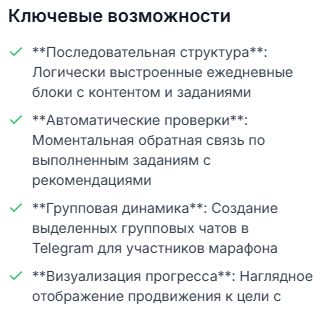 Ключевые возможности
**Последовательная структура**:
Логически выстроенные ежедневные
блоки с контентом и заданиями
**Автоматические проверки**:
Моментальная обратная связь по
выполненным заданиям с
рекомендациями
**Групповая динамика**: Создание
выделенных групповых чатов в
Telegram для участников марафона
**Визуализация прогресса**: Наглядное
отображение продвижения к цели с